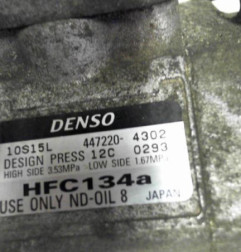 DENSO
10S15L 447220-4302
DESIGN PRESS 12C 0293
HIGH SIDE 3.53MPa LOW SIDE 1.67MPa
HFC134a
USE ONLY ND-OIL 8 JAPAN